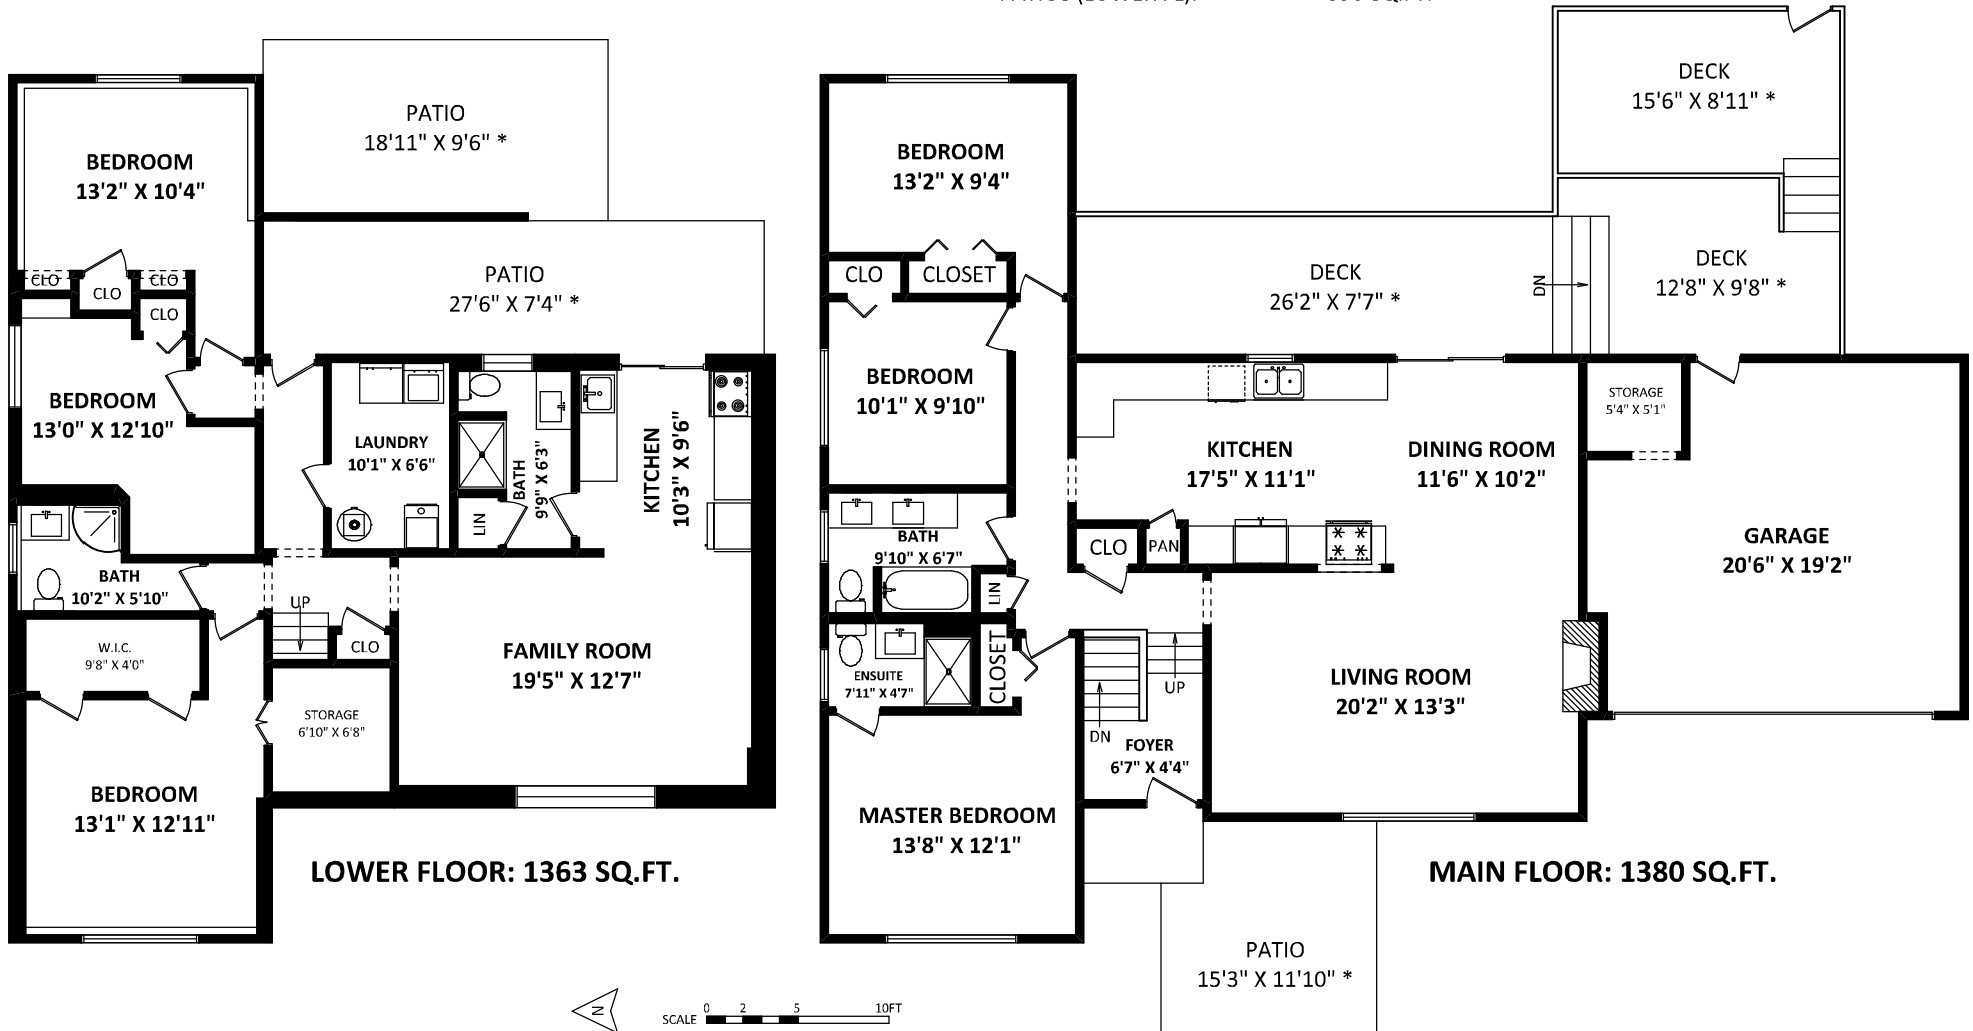 PATIO
18'11" X 9'6" *
BEDROOM
13'2" X 10'4"
CLO
CLO
CLO
CLO
PATIO
27'6" X 7'4" *
BEDROOM
13'0" X 12'10"
LAUNDRY
10'1" X 6'6"
BATH
9'9" X 6'3"
LIN
KITCHEN
10'3" X 9'6"
BATH
10'2" X 5'10"
UP
CLO
W.I.C.
9'8" X 4'0"
STORAGE
6'10" X 6'8"
FAMILY ROOM
19'5" X 12'7"
BEDROOM
13'1" X 12'11"
LOWER FLOOR: 1363 SQ.FT.
DECK
15'6" X 8'11" *
BEDROOM
13'2" X 9'4"
CLO
CLOSET
DECK
26'2" X 7'7" *
DN
DECK
12'8" X 9'8" *
BEDROOM
10'1" X 9'10"
KITCHEN
17'5" X 11'1"
DINING ROOM
11'6" X 10'2"
STORAGE
5'4" X 5'1"
GARAGE
20'6" X 19'2"
BATH
9'10" X 6'7"
LIN
CLO
PAN
ENSUITE
7'11" X 4'7"
CLOSET
UP
DN
FOYER
6'7" X 4'4"
LIVING ROOM
20'2" X 13'3"
MASTER BEDROOM
13'8" X 12'1"
MAIN FLOOR: 1380 SQ.FT.
PATIO
15'3" X 11'10" *
N
SCALE
0 2 5 10FT